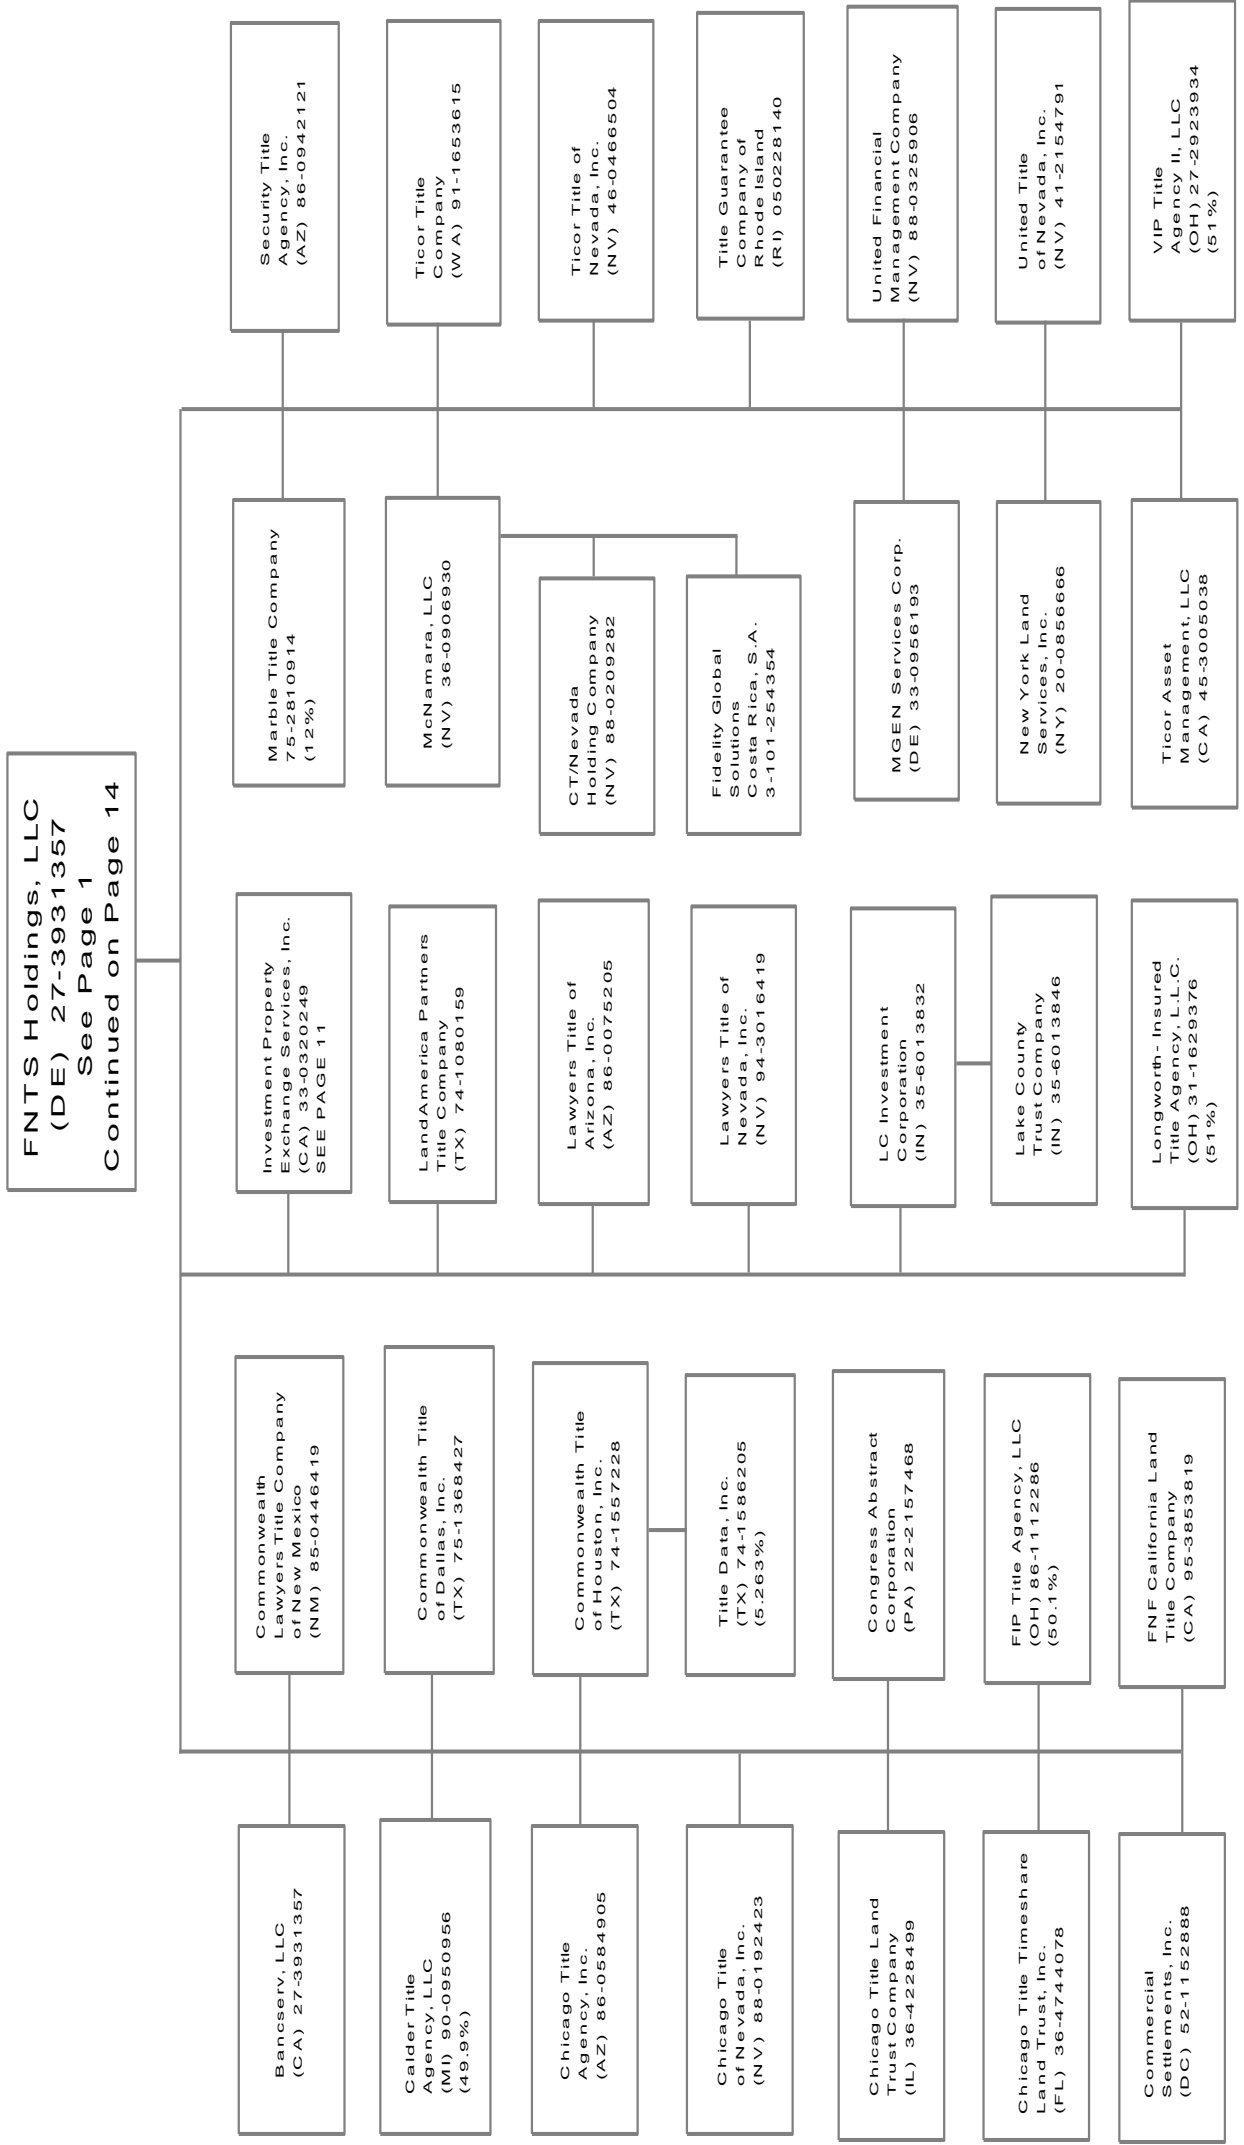 FNTS Holdings, LLC
(DE) 27-3931357
See Page 1
Continued on Page 14
Bancserv, LLC
(CA) 27-3931357
Calder Title
Agency, LLC
(MI) 90-0950956
(49.9%)
Chicago Title
Agency, Inc.
(AZ) 86-0584905
Chicago Title
of Nevada, Inc.
(NV) 88-0192423
Chicago Title Land
Trust Company
(IL) 36-4228499
Chicago Title Timeshare
Land Trust, Inc.
(FL) 36-4744078
Commercial
Settlements, Inc.
(DC) 52-1152888
Commonwealth
Lawyers Title Company
of New Mexico
(NM) 85-0446419
Commonwealth Title
of Dallas, Inc.
(TX) 75-1368427
Commonwealth Title
of Houston, Inc.
(TX) 74-1557228
Title Data, Inc.
(TX) 74-1586205
(5.263%)
Congress Abstract
Corporation
(PA) 22-2157468
FIP Title Agency, LLC
(OH) 86-1112286
(50.1%)
FNF California Land
Title Company
(CA) 95-3853819
Investment Property
Exchange Services, Inc.
(CA) 33-0320249
SEE PAGE 11
LandAmerica Partners
Title Company
(TX) 74-1080159
Lawyers Title of
Arizona, Inc.
(AZ) 86-0075205
Lawyers Title of
Nevada, Inc.
(NV) 94-3016419
LC Investment
Corporation
(IN) 35-6013832
Lake County
Trust Company
(IN) 35-6013846
Longworth- Insured
Title Agency, L.L.C.
(OH) 31-1629376
(51%)
Marble Title Company
75-2810914
(12%)
McNamara, LLC
(NV) 36-0906930
CT/Nevada
Holding Company
(NV) 88-0209282
Fidelity Global
Solutions
Costa Rica, S.A.
3-101-254354
MGEN Services Corp.
(DE) 33-0956193
New York Land
Services, Inc.
(NY) 20-0856666
Ticor Asset
Management, LLC
(CA) 45-3005038
Security Title
Agency, Inc.
(AZ) 86-0942121
Ticor Title
Company
(WA) 91-1653615
Ticor Title of
Nevada, Inc.
(NV) 46-0466504
Title Guarantee
Company of
Rhode Island
(RI) 050228140
United Financial
Management Company
(NV) 88-0325906
United Title
of Nevada, Inc.
(NV) 41-2154791
VIP Title
Agency II, LLC
(OH) 27-2923934
(51%)